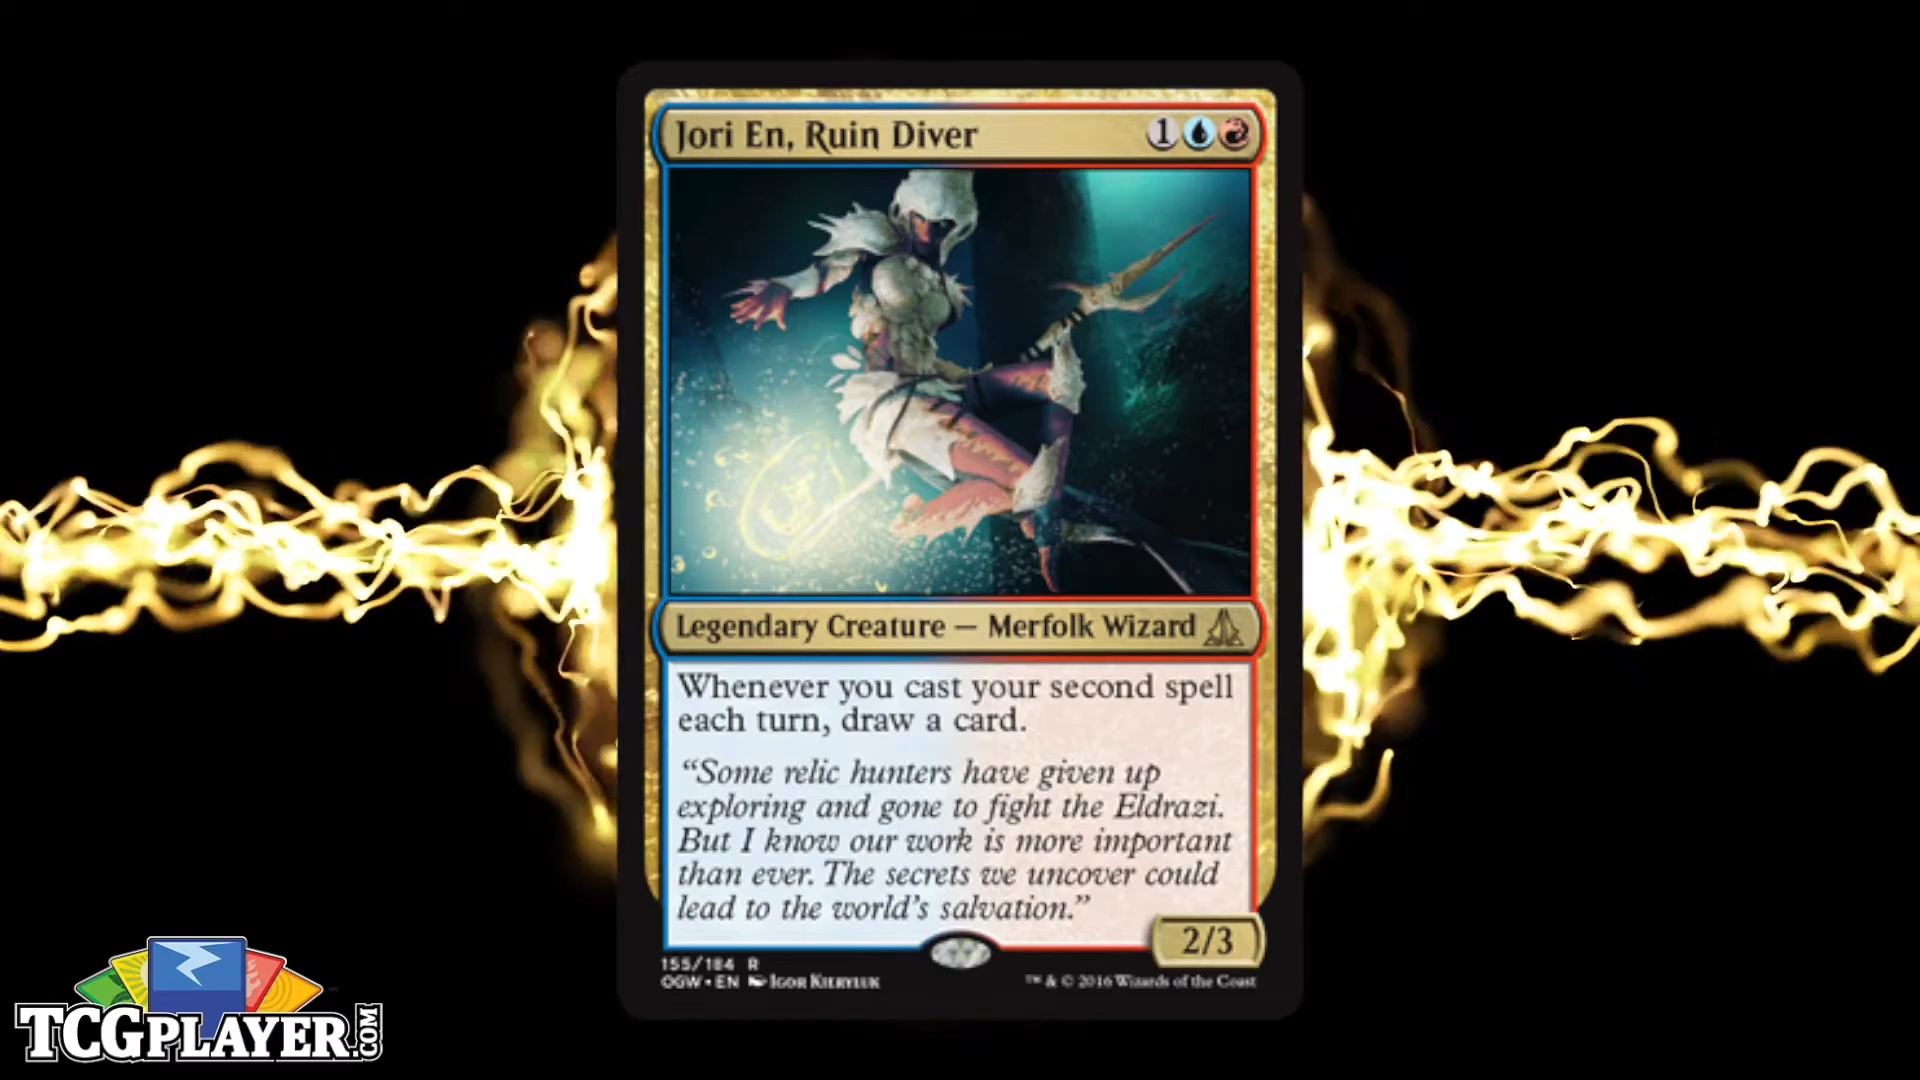 Jori En, Ruin Diver 1
Legendary Creature — Merfolk Wizard
Whenever you cast your second spell
each turn, draw a card.
“Some relic hunters have given up
exploring and gone to fight the Eldrazi.
But I know our work is more important
than ever. The secrets we uncover could
lead to the world’s salvation.”
2/3
155/184 R
OGW • EN Igor Kieryluk
™ & © 2016 Wizards of the Coast
TCGPLAYER.COM